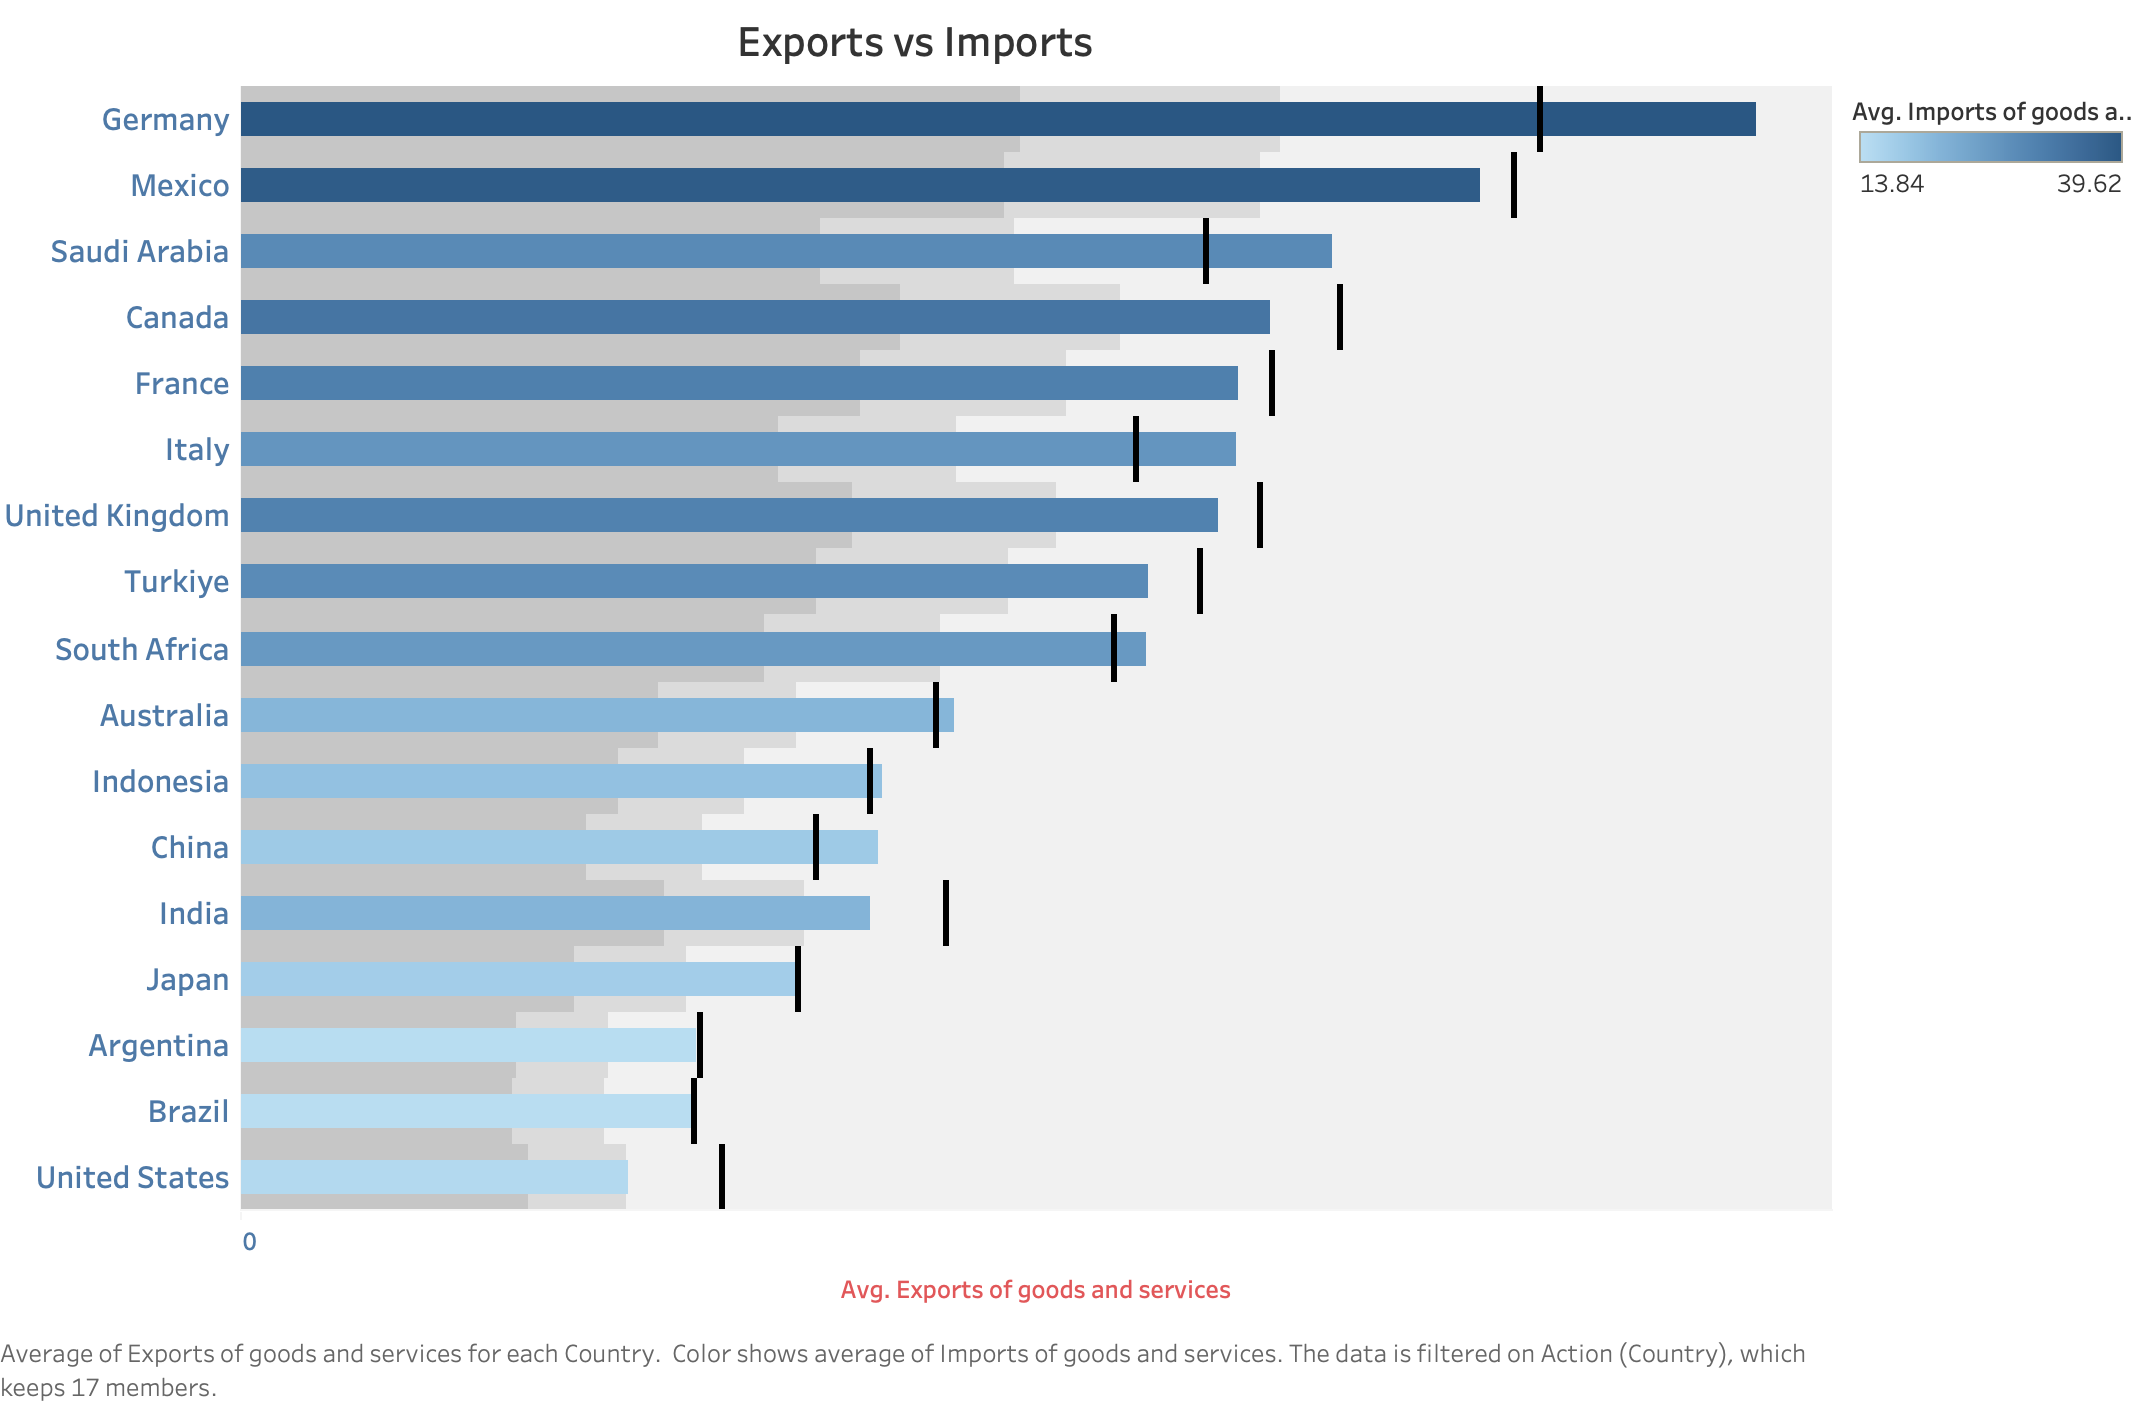 Exports vs Imports
Germany
Mexico
Saudi Arabia
Canada
France
Italy
United Kingdom
Turkiye
South Africa
Australia
Indonesia
China
India
Japan
Argentina
Brazil
United States
0
Avg. Exports of goods and services
Avg. Imports of goods a..
13.84 39.62
Average of Exports of goods and services for each Country.  Color shows average of Imports of goods and services. The data is filtered on Action (Country), which
keeps 17 members.